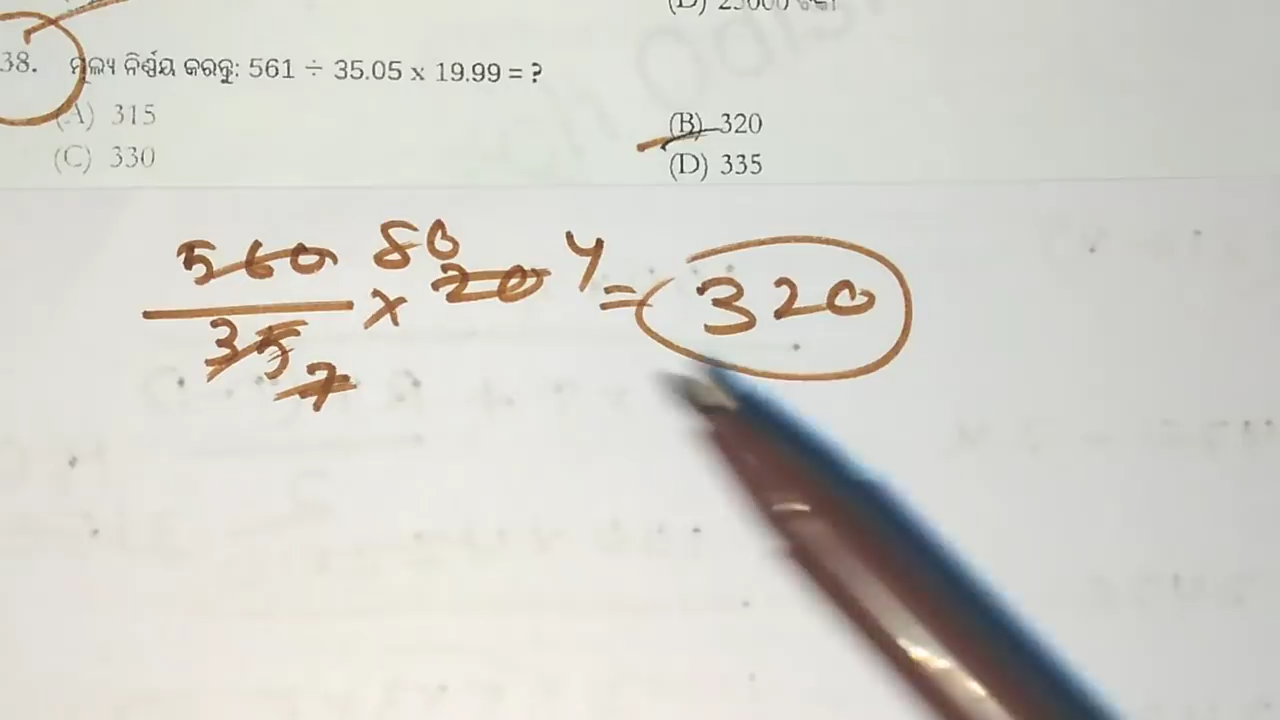 (D) 25000
38. ମୂଲ୍ୟ ନିର୍ଣ୍ଣୟ କରନ୍ତୁ: 561 ÷ 35.05 x 19.99 = ?
(A) 315
(B) 320
(C) 330
(D) 335
80 4
560 x 20 = 320
35
7